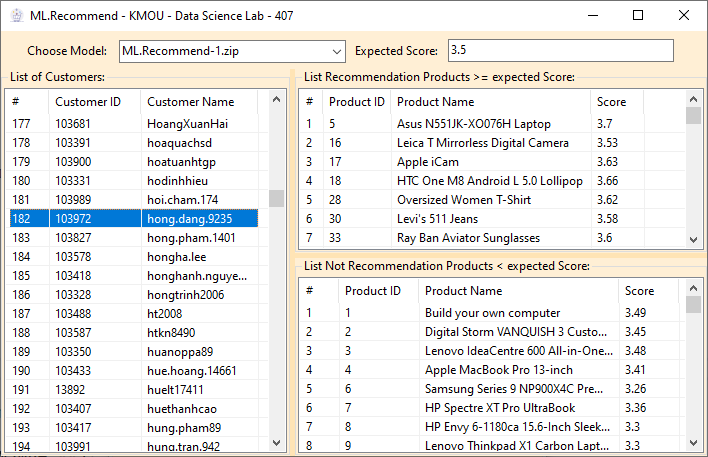 ML.Recommend - KMOU - Data Science Lab - 407
Choose Model: ML.Recommend-1.zip Expected Score: 3.5
List of Customers:
# Customer ID Customer Name
177 103681 HoangXuanHai
178 103391 hoaquachsd
179 103900 hoatuanhtgp
180 103331 hodinhhieu
181 103989 hoi.cham.174
182 103972 hong.dang.9235
183 103827 hong.pham.1401
184 103578 hongha.lee
185 103418 honghanh.nguye...
186 103328 hongtrinh2006
187 103488 ht2008
188 103587 htkn8490
189 103350 huanoppa89
190 103433 hue.hoang.14661
191 13892 huelt17411
192 103407 huethanhcao
193 103417 hung.pham89
194 103991 hung.tran.942
List Recommendation Products >= expected Score:
# Product ID Product Name Score
1 5 Asus N551JK-XO076H Laptop 3.7
2 16 Leica T Mirrorless Digital Camera 3.53
3 17 Apple iCam 3.63
4 18 HTC One M8 Android L 5.0 Lollipop 3.66
5 28 Oversized Women T-Shirt 3.62
6 30 Levi's 511 Jeans 3.58
7 33 Ray Ban Aviator Sunglasses 3.6
List Not Recommendation Products < expected Score:
# Product ID Product Name Score
1 1 Build your own computer 3.49
2 2 Digital Storm VANQUISH 3 Custo... 3.45
3 3 Lenovo IdeaCentre 600 All-in-One... 3.48
4 4 Apple MacBook Pro 13-inch 3.41
5 6 Samsung Series 9 NP900X4C Pre... 3.26
6 7 HP Spectre XT Pro UltraBook 3.36
7 8 HP Envy 6-1180ca 15.6-Inch Sleek... 3.3
8 9 Lenovo Thinkpad X1 Carbon Lapt... 3.3